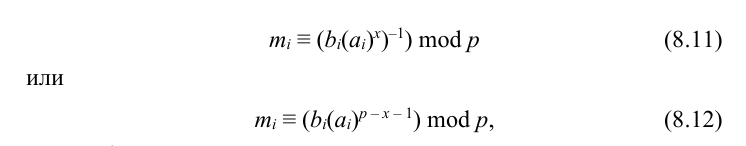 mᵢ ≡ (bᵢ(aᵢ)ˣ)⁻¹) mod p (8.11)
или
mᵢ ≡ (bᵢ(aᵢ)ᵖ ⁻ ˣ ⁻ ¹) mod p, (8.12)